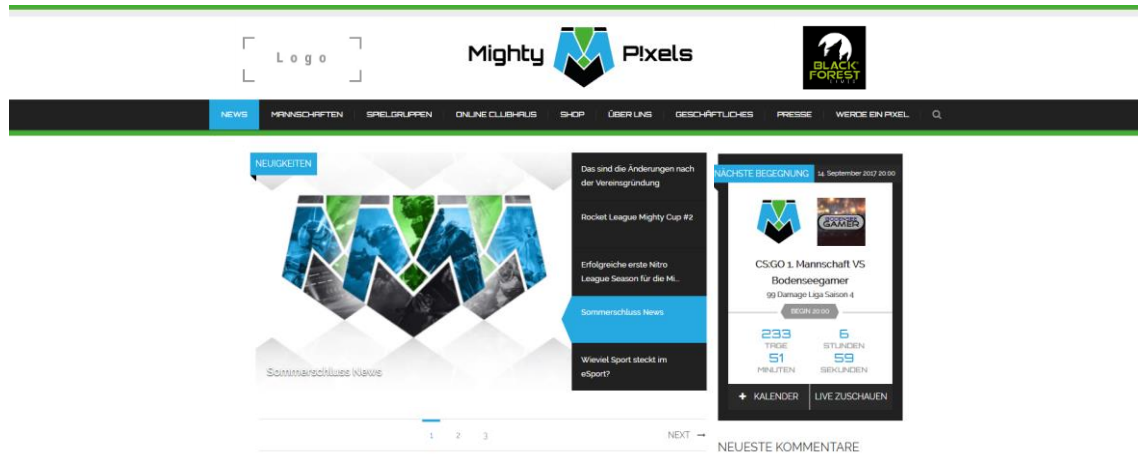 Logo
Mighty P!xels
BLACK FOREST
NEWS MANNSCHAFTEN SPIELGRUPPEN ONLINE CLUBHAUS SHOP ÜBER UNS GESCHÄFTLICHES PRESSE WERDE EIN PIXEL
NEUIGKEITEN
Sommerschluss News
Das sind die Änderungen nach
der Vereinsgründung
Rocket League Mighty Cup #2
Erfolgreiche erste Nitro
League Season für die Mi...
Sommerschluss News
Wieviel Sport steckt im
eSport?
1 2 3 NEXT →
NÄCHSTE BEGEGNUNG 14. September 2017 20:00
BODENSEE
GAMER
CS:GO 1. Mannschaft VS
Bodenseegamer
99 Damage Liga Saison 4
BEGIN 20:00
233 6
TAGE STUNDEN
51 59
MINUTEN SEKUNDEN
+ KALENDER LIVE ZUSCHAUEN
NEUESTE KOMMENTARE